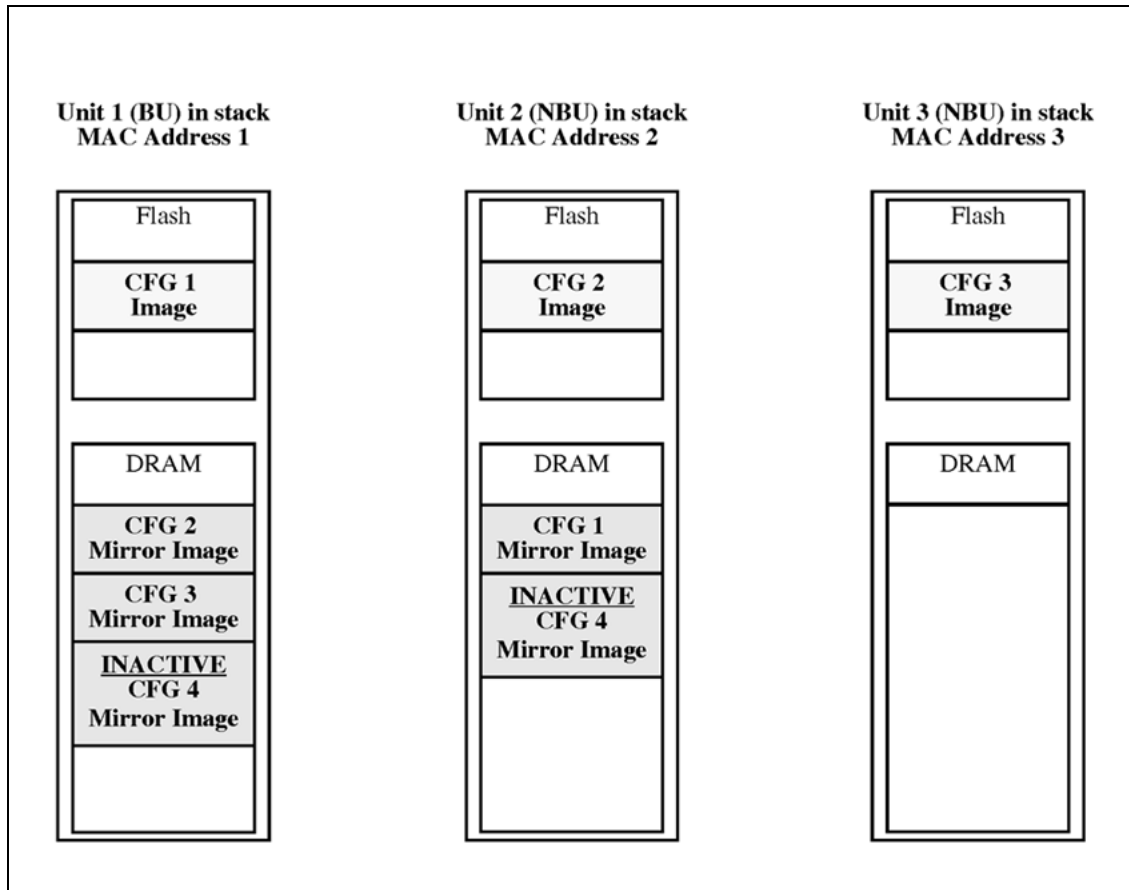 Unit 1 (BU) in stack
MAC Address 1
Flash
CFG 1
Image
DRAM
CFG 2
Mirror Image
CFG 3
Mirror Image
INACTIVE
CFG 4
Mirror Image
Unit 2 (NBU) in stack
MAC Address 2
Flash
CFG 2
Image
DRAM
CFG 1
Mirror Image
INACTIVE
CFG 4
Mirror Image
Unit 3 (NBU) in stack
MAC Address 3
Flash
CFG 3
Image
DRAM